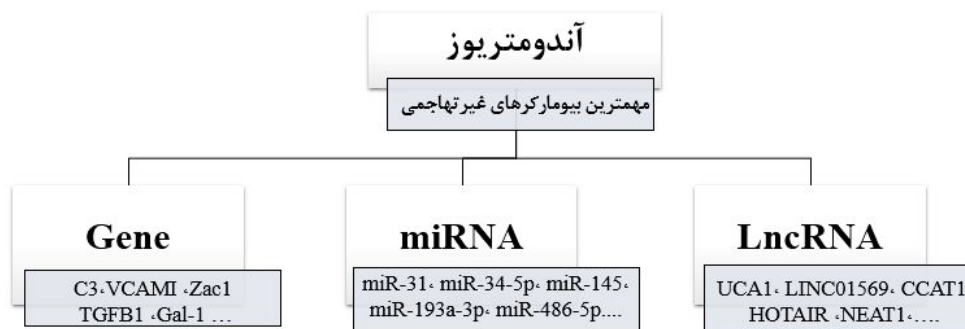 آندومتریوز
مهمترین بیومارکرهای غیرتهاجمی
Gene
C3،VCAMI ،Zac1
TGFB1 ،Gal-1 ...
miRNA
miR-31، miR-34-5p، miR-145،
miR-193a-3p، miR-486-5p....
LncRNA
UCA1، LINC01569، CCAT1
HOTAIR ،NEAT1،....